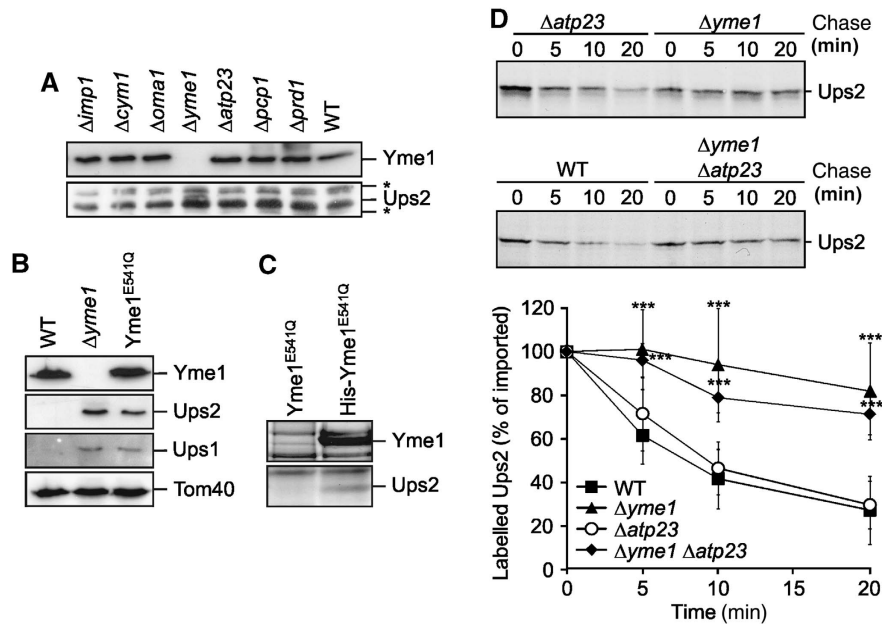 A
Δimp1 Δcym1 Δoma1 Δyme1 Δatp23 Δpcp1 Δprd1 WT
Yme1
*
Ups2
*
B
WT Δyme1 Yme1E541Q
Yme1
Ups2
Ups1
Tom40
C
Yme1E541Q His-Yme1E541Q
Yme1
Ups2
D
Δatp23 Δyme1 Chase
0 5 10 20 0 5 10 20 (min)
Ups2
Δyme1
WT Δatp23 Chase
0 5 10 20 0 5 10 20 (min)
Ups2
Labelled Ups2 (% of imported)
120
100
80
60
40
20
0
*** *** ***
*** *** ***
WT
Δyme1
Δatp23
Δyme1 Δatp23
0 5 10 15 20
Time (min)